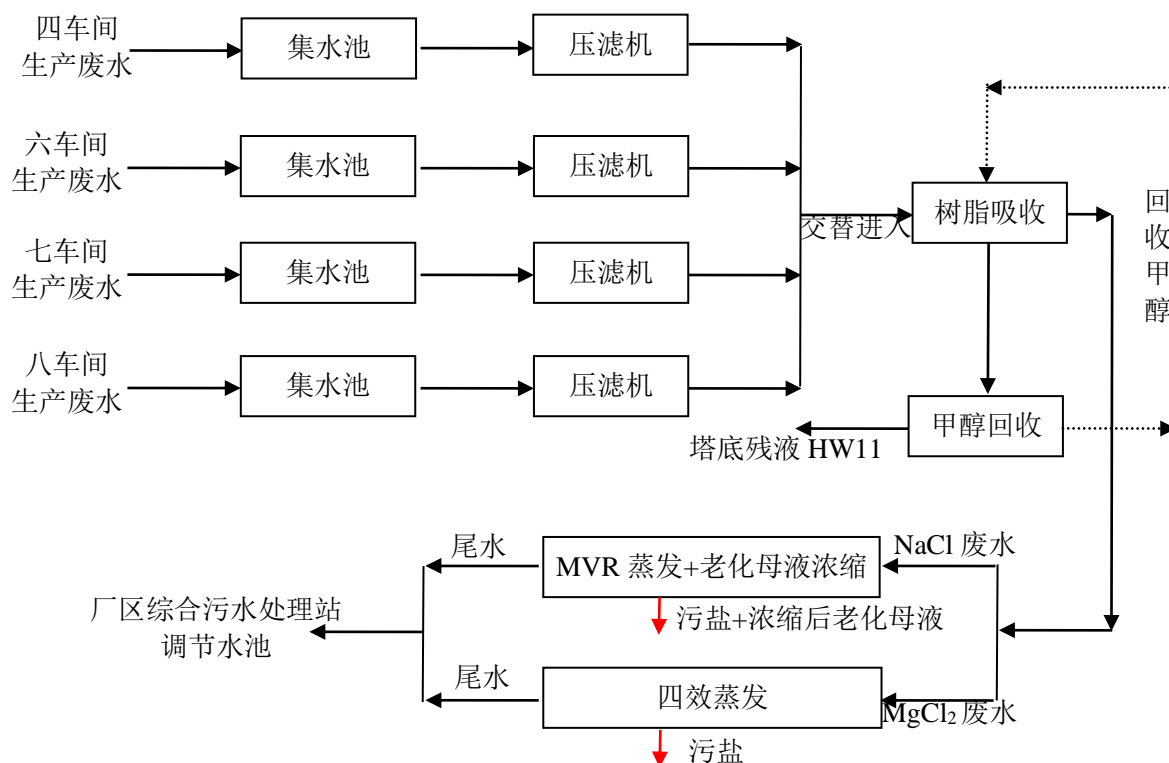 四车间
生产废水
集水池
压滤机
六车间
生产废水
集水池
压滤机
七车间
生产废水
集水池
压滤机
八车间
生产废水
集水池
压滤机
交替进入
树脂吸收
回
收
甲
醇
甲醇回收
塔底残液 HW11
尾水
MVR 蒸发+老化母液浓缩
NaCl 废水
污盐+浓缩后老化母液
厂区综合污水处理站
调节水池
尾水
四效蒸发
MgCl₂ 废水
污盐